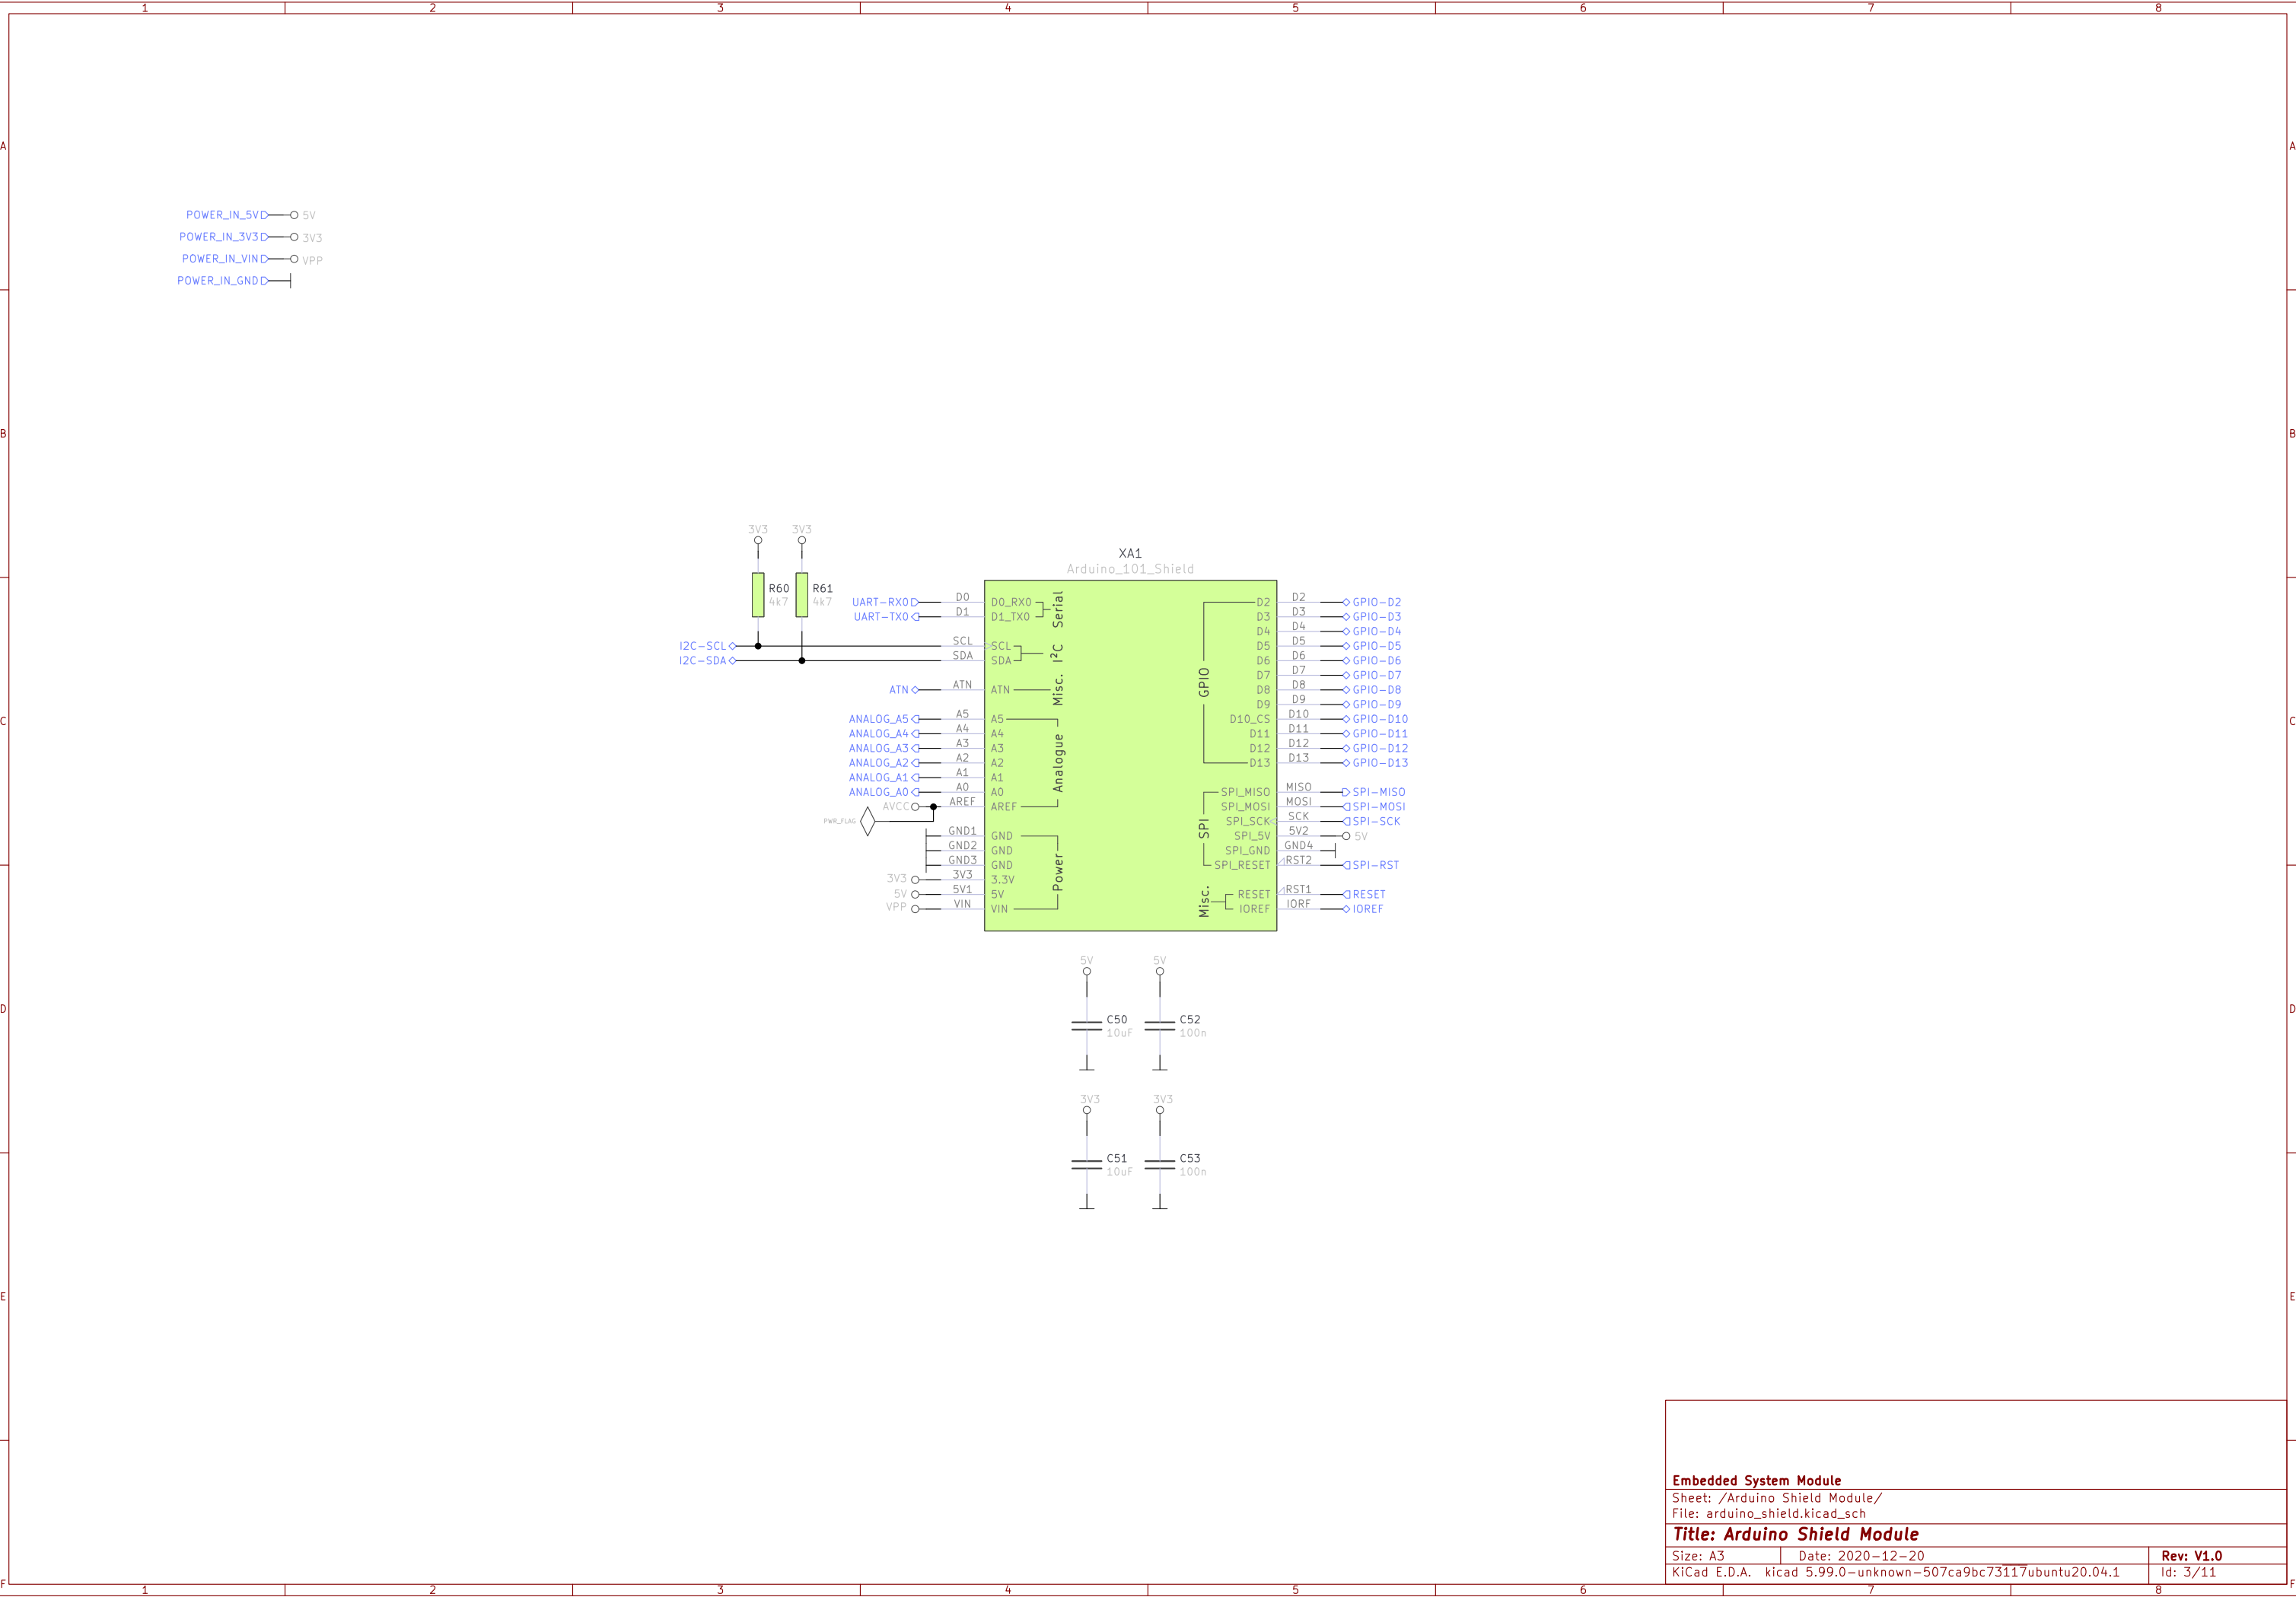 1 2 3 4 5 6 7 8
A A
POWER_IN_5V 5V
POWER_IN_3V3 3V3
POWER_IN_VIN VPP
POWER_IN_GND
B B
3V3 3V3
R60 R61
4k7 4k7
XA1
Arduino_101_Shield
UART-RX0 D0 D0_RX0
UART-TX0 D1 D1_TX0
Serial
I2C-SCL SCL SCL
I2C-SDA SDA SDA
I²C
ATN ATN ATN
Misc.
C C
ANALOG_A5 A5 A5
ANALOG_A4 A4 A4
ANALOG_A3 A3 A3
ANALOG_A2 A2 A2
ANALOG_A1 A1 A1
ANALOG_A0 A0 A0
AVCC AREF AREF
Analogue
PWR_FLAG
GND1 GND
GND2 GND
GND3 GND
3V3 3V3 3.3V
5V 5V1 5V
VPP VIN VIN
Power
D2 D2 GPIO-D2
D3 D3 GPIO-D3
D4 D4 GPIO-D4
D5 D5 GPIO-D5
D6 D6 GPIO-D6
D7 D7 GPIO-D7
D8 D8 GPIO-D8
D9 D9 GPIO-D9
D10_CS D10 GPIO-D10
D11 D11 GPIO-D11
D12 D12 GPIO-D12
D13 D13 GPIO-D13
GPIO
SPI_MISO MISO SPI-MISO
SPI_MOSI MOSI SPI-MOSI
SPI_SCK SCK SPI-SCK
SPI_5V 5V2 5V
SPI_GND GND4
SPI_RESET RST2 SPI-RST
SPI
RESET RST1 RESET
IOREF IORF IOREF
Misc.
D D
5V 5V
C50 C52
10uF 100n
3V3 3V3
C51 C53
10uF 100n
E E
Embedded System Module
Sheet: /Arduino Shield Module/
File: arduino_shield.kicad_sch
Title: Arduino Shield Module
Size: A3 Date: 2020-12-20 Rev: V1.0
KiCad E.D.A. kicad 5.99.0-unknown-507ca9bc73117ubuntu20.04.1 Id: 3/11
F F
1 2 3 4 5 6 7 8